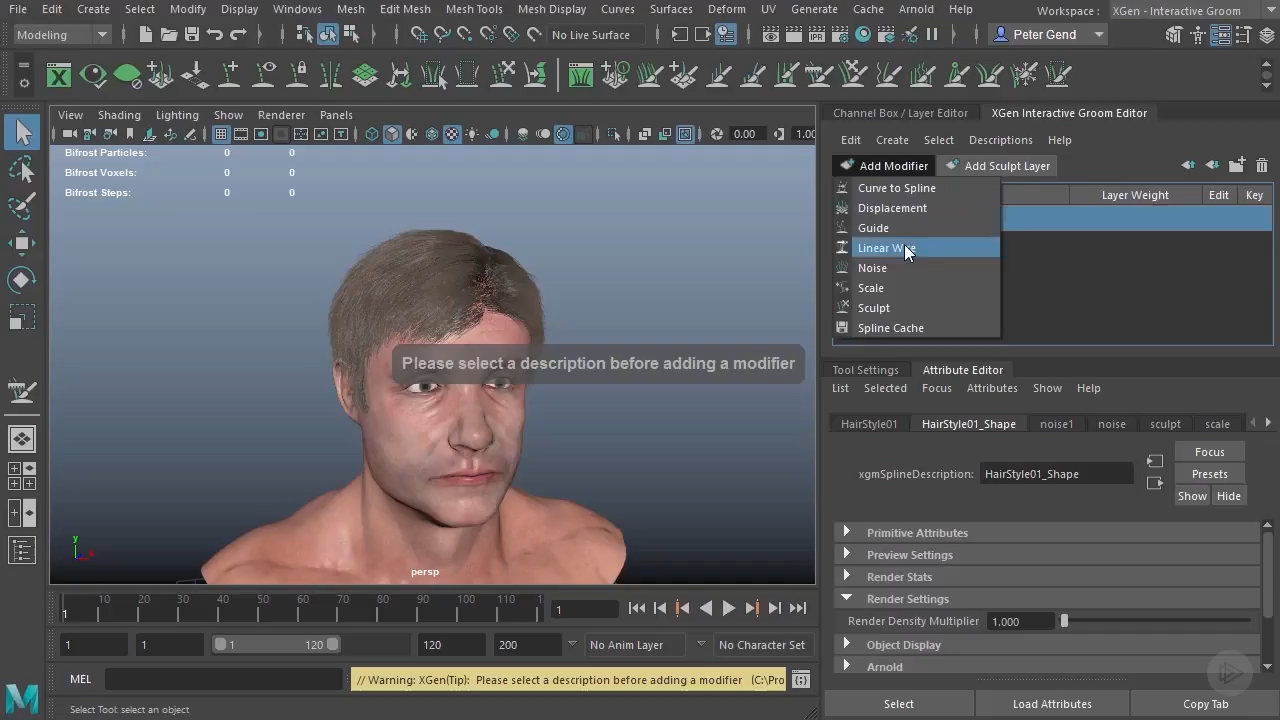 File Edit Create Select Modify Display Windows Mesh Edit Mesh Mesh Tools Mesh Display Curves Surfaces Deform UV Generate Cache Arnold Help Workspace : XGen - Interactive Groom
Modeling No Live Surface Peter Gend
View Shading Lighting Show Renderer Panels
0.00 1.00
Bifrost Particles: 0 0
Bifrost Voxels: 0 0
Bifrost Steps: 0 0
Please select a description before adding a modifier
y
persp
Channel Box / Layer Editor XGen Interactive Groom Editor
Edit Create Select Descriptions Help
Add Modifier Add Sculpt Layer
Layer Weight Edit Key
Curve to Spline
Displacement
Guide
Linear Wire
Noise
Scale
Sculpt
Spline Cache
Tool Settings Attribute Editor
List Selected Focus Attributes Show Help
HairStyle01 HairStyle01_Shape noise1 noise sculpt scale
Focus
xgmSplineDescription: HairStyle01_Shape Presets
Show Hide
Primitive Attributes
Preview Settings
Render Stats
Render Settings
Render Density Multiplier 1.000
Object Display
Arnold
Select Load Attributes Copy Tab
1 10 20 30 40 50 60 70 80 90 100 110 1 1
1 1 1 120 120 200 No Anim Layer No Character Set
MEL // Warning: XGen(Tip): Please select a description before adding a modifier (C:\Pro
Select Tool: select an object